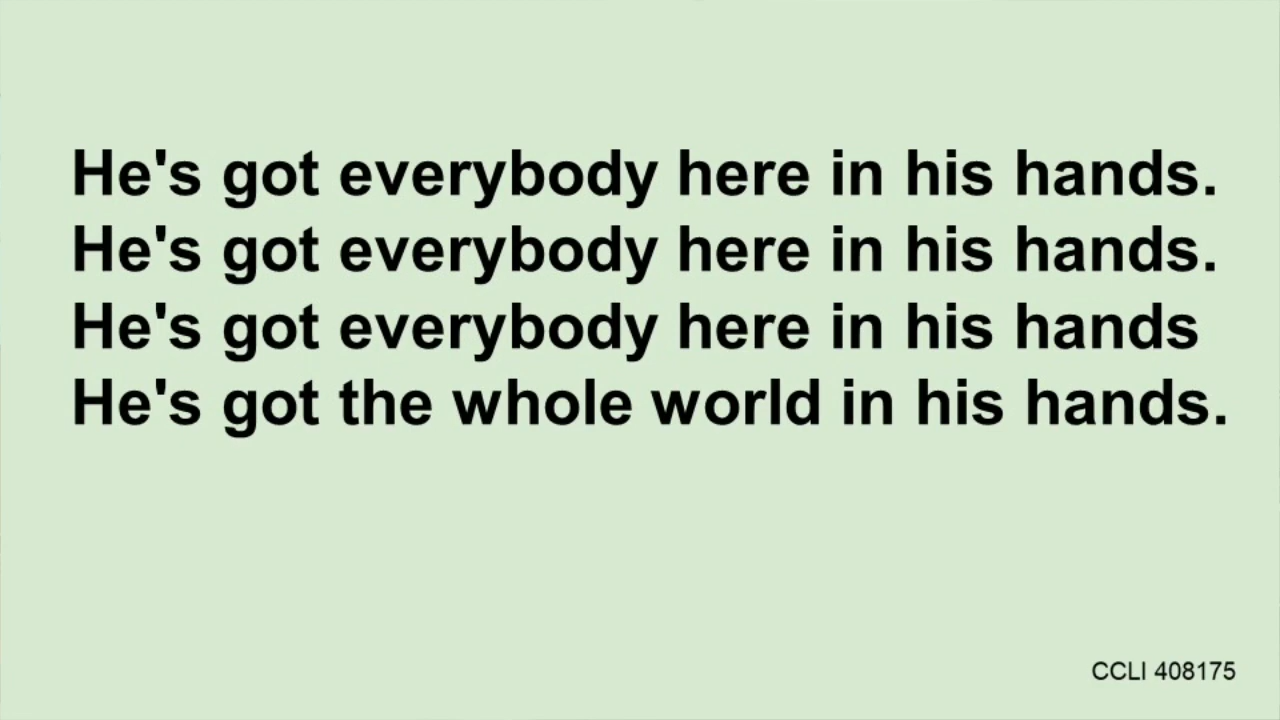 He's got everybody here in his hands.
He's got everybody here in his hands.
He's got everybody here in his hands
He's got the whole world in his hands.
CCLI 408175